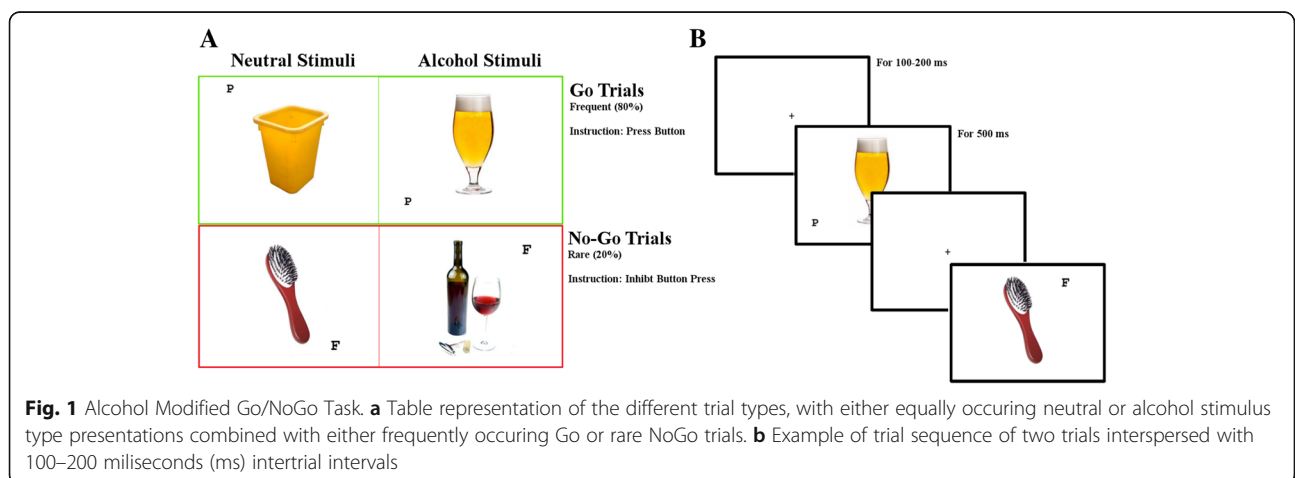 A
Neutral Stimuli
Alcohol Stimuli
P
P
Go Trials
Frequent (80%)
Instruction: Press Button
F
F
No-Go Trials
Rare (20%)
Instruction: Inhibt Button Press
B
For 100-200 ms
+
For 500 ms
P
+
F
Fig. 1 Alcohol Modified Go/NoGo Task. a Table representation of the different trial types, with either equally occuring neutral or alcohol stimulus
type presentations combined with either frequently occuring Go or rare NoGo trials. b Example of trial sequence of two trials interspersed with
100–200 miliseconds (ms) intertrial intervals